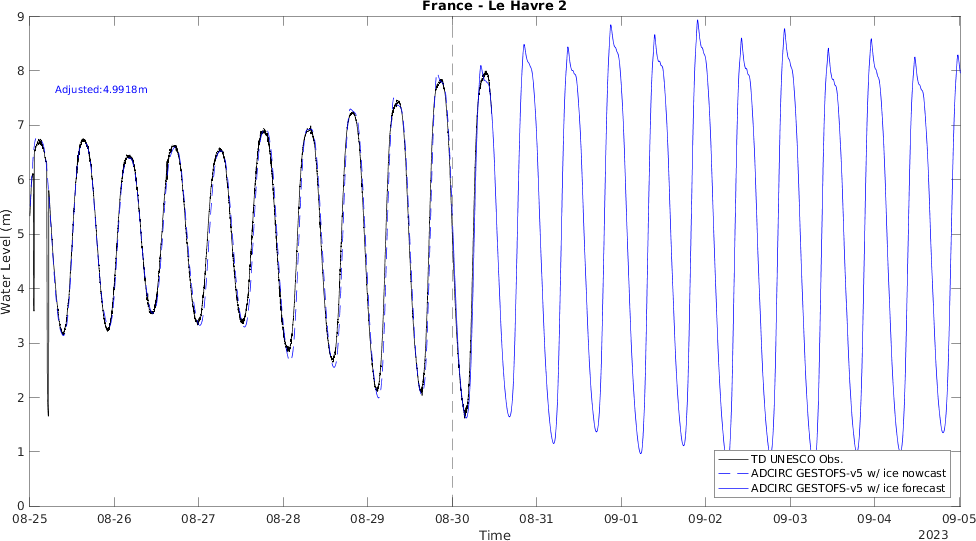 France - Le Havre 2
9
8
7
6
5
4
3
2
1
0
Adjusted:4.9918m
Water Level (m)
TD UNESCO Obs.
ADCIRC GESTOFS-v5 w/ ice nowcast
ADCIRC GESTOFS-v5 w/ ice forecast
08-25 08-26 08-27 08-28 08-29 08-30 08-31 09-01 09-02 09-03 09-04 09-05
Time
2023